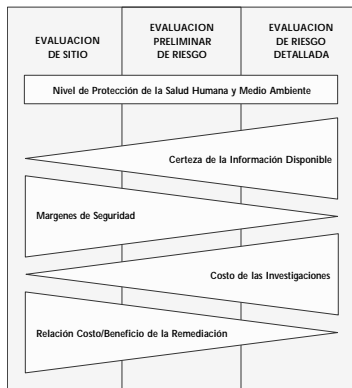 EVALUACION
DE SITIO
EVALUACION
PRELIMINAR
DE RIESGO
EVALUACION
DE RIESGO
DETALLADA
Nivel de Protección de la Salud Humana y Medio Ambiente
Certeza de la Información Disponible
Margenes de Seguridad
Costo de las Investigaciones
Relación Costo/Beneficio de la Remediación